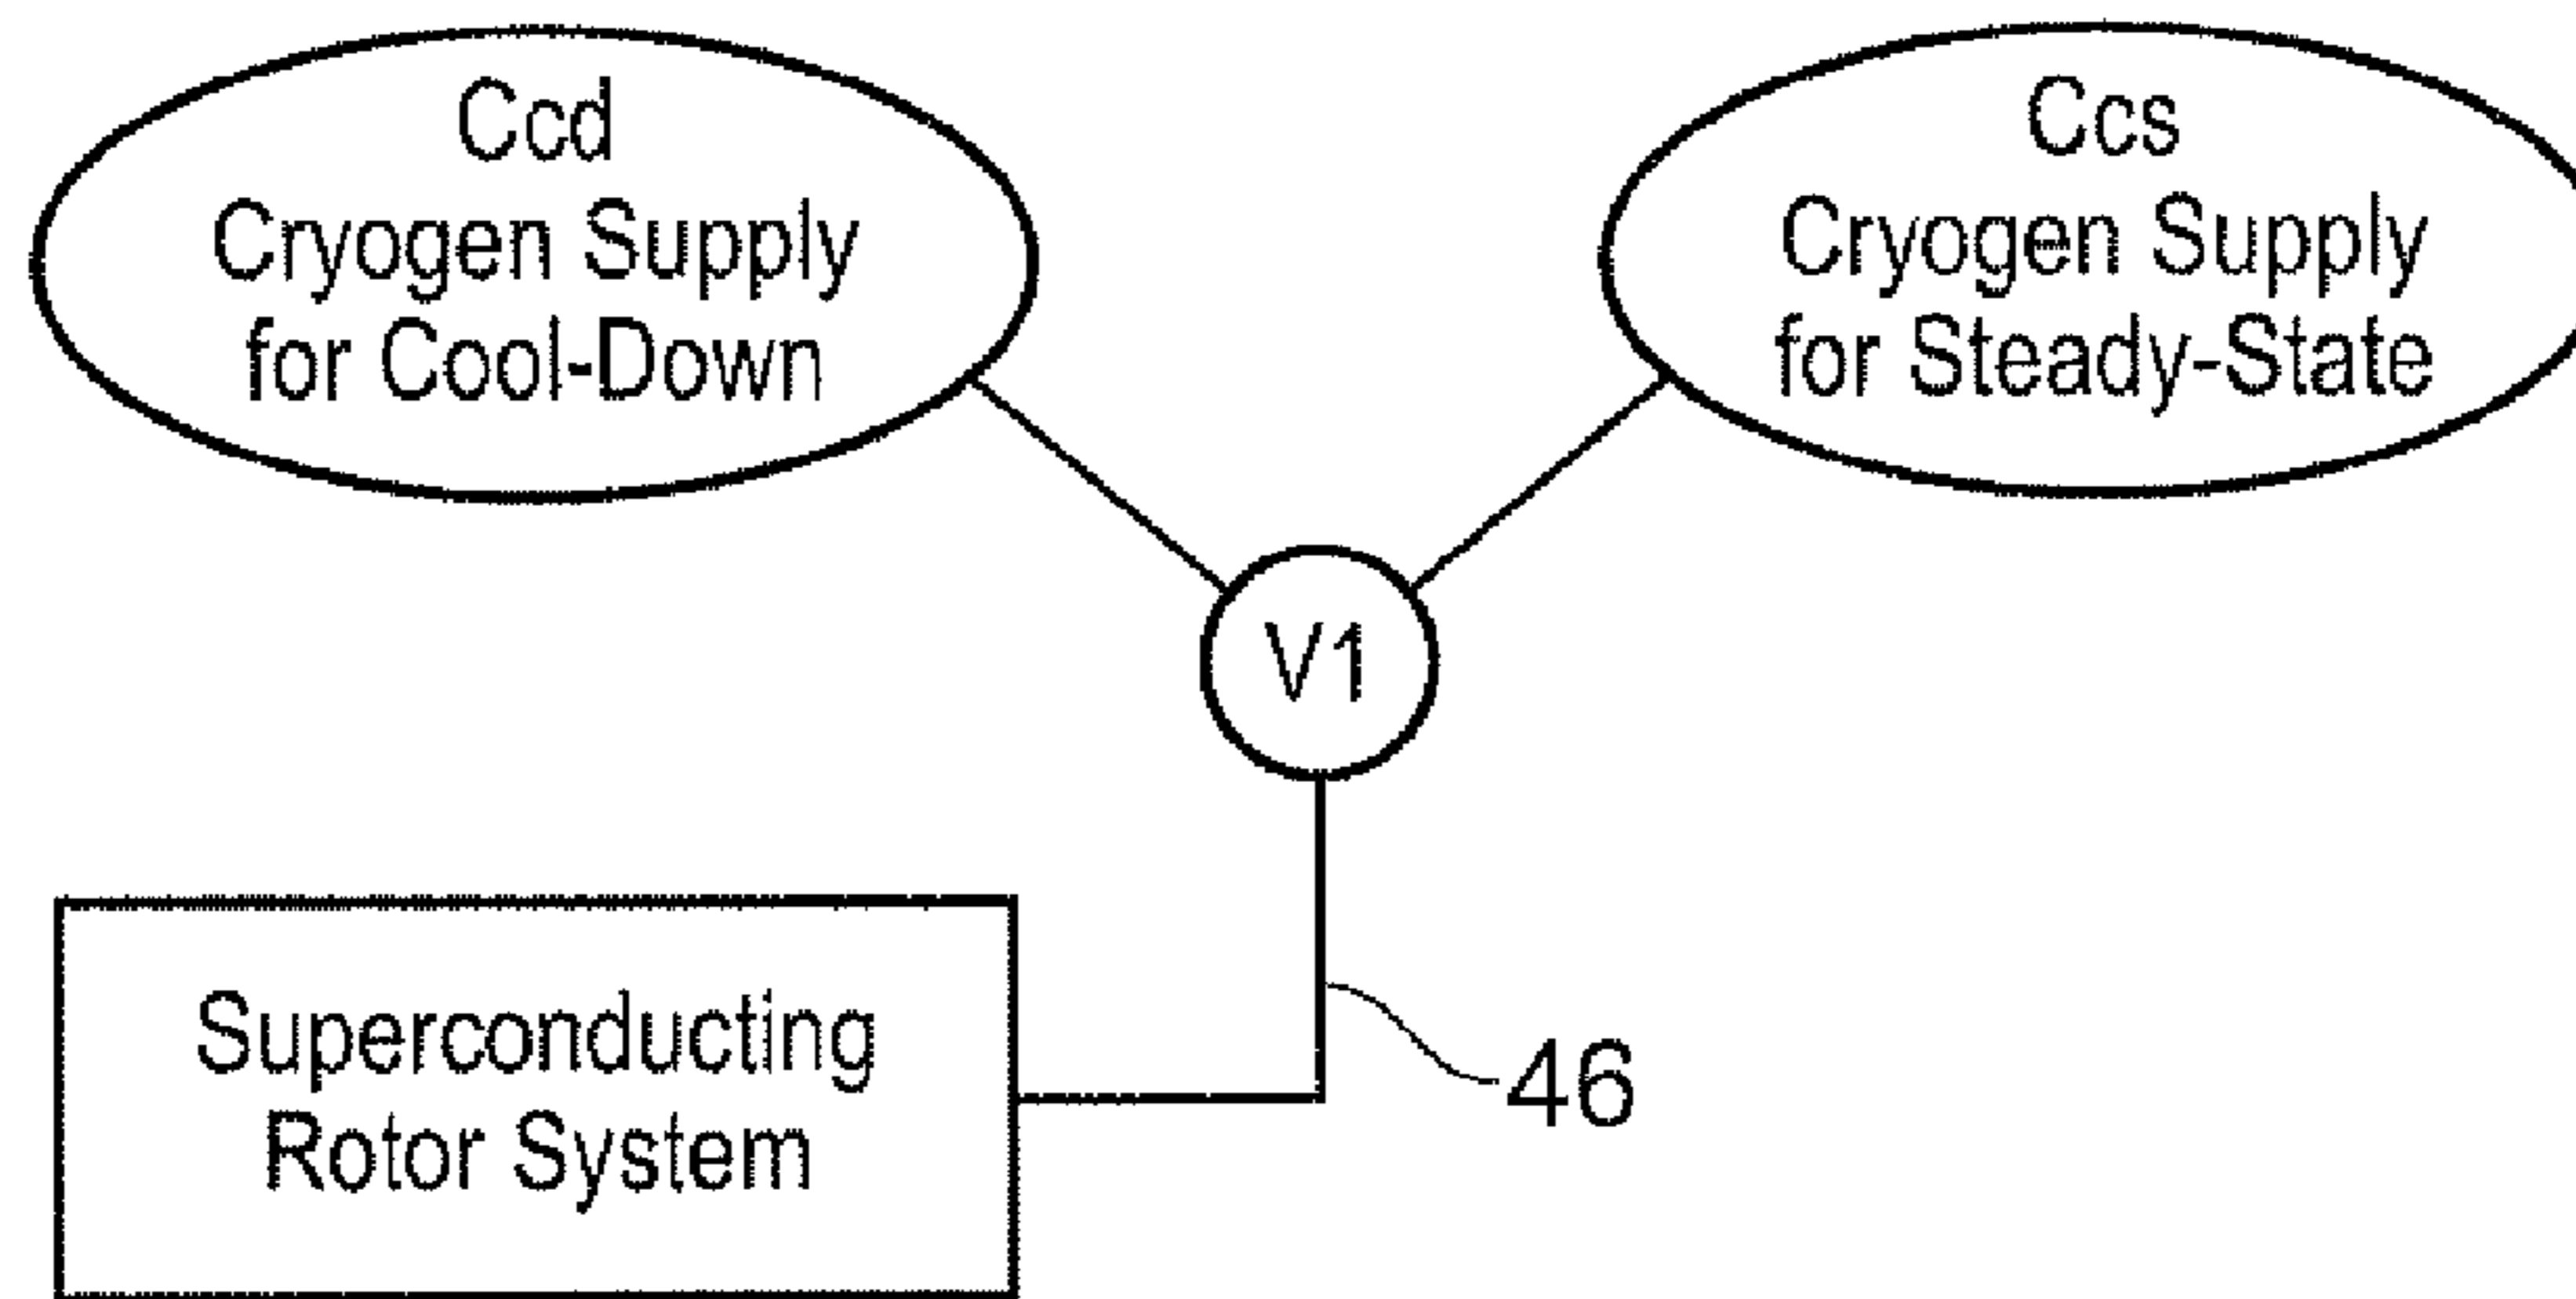 Ccd
Cryogen Supply
for Cool-Down
Ccs
Cryogen Supply
for Steady-State
V1
Superconducting
Rotor System
46